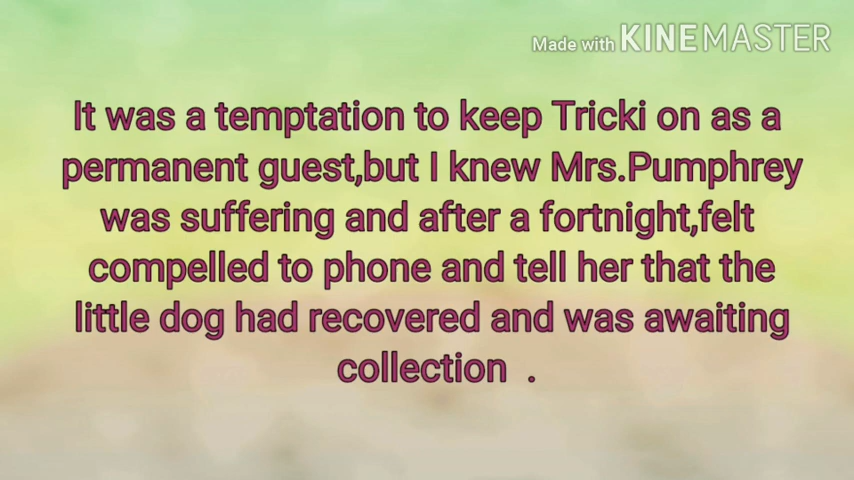 Made with KINEMASTER
It was a temptation to keep Tricki on as a
permanent guest,but I knew Mrs.Pumphrey
was suffering and after a fortnight,felt
compelled to phone and tell her that the
little dog had recovered and was awaiting
collection .